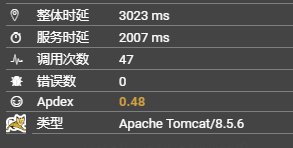 整体时延 3023 ms
服务时延 2007 ms
调用次数 47
错误数 0
Apdex 0.48
类型 Apache Tomcat/8.5.6